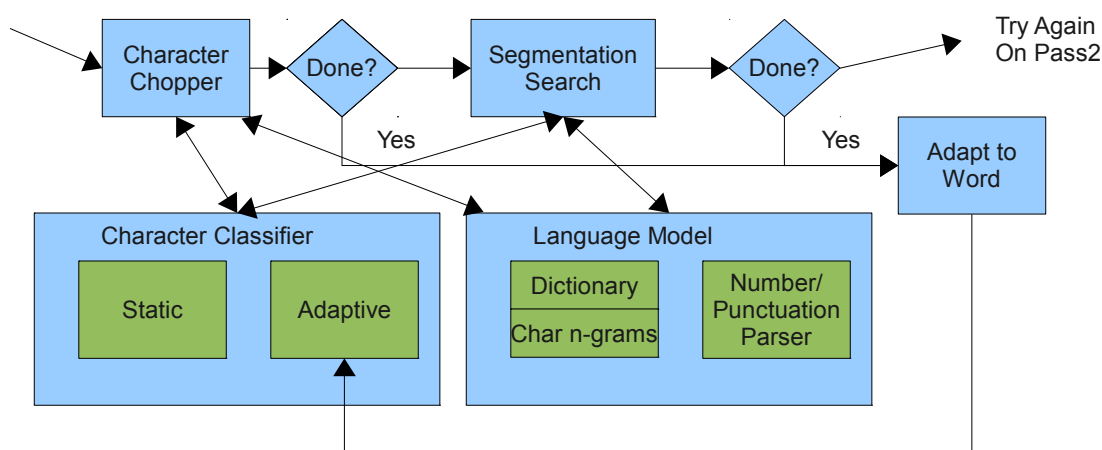 Character
Chopper
Done?
Segmentation
Search
Done?
Try Again
On Pass2
Yes
Yes
Adapt to
Word
Character Classifier
Static
Adaptive
Language Model
Dictionary
Char n-grams
Number/
Punctuation
Parser